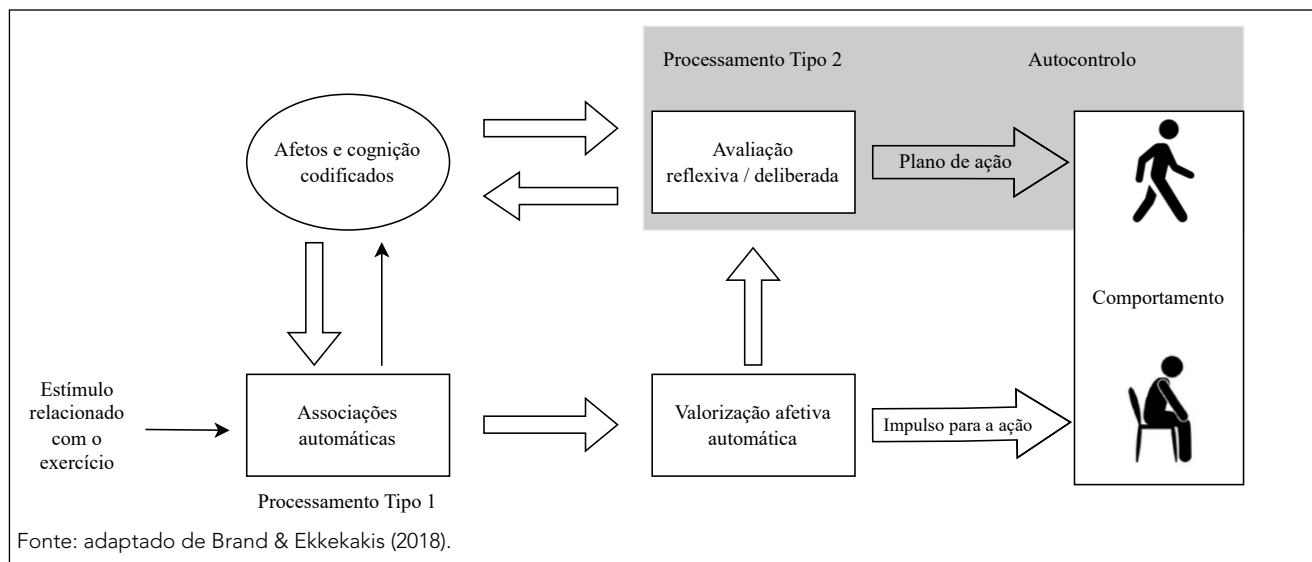 Processamento Tipo 2
Autocontrolo
Afetos e cognição
codificados
Avaliação
reflexiva / deliberada
Plano de ação
Comportamento
Estímulo
relacionado
com o
exercício
Associações
automáticas
Valorização afetiva
automática
Impulso para a ação
Processamento Tipo 1
Fonte: adaptado de Brand & Ekkekakis (2018).